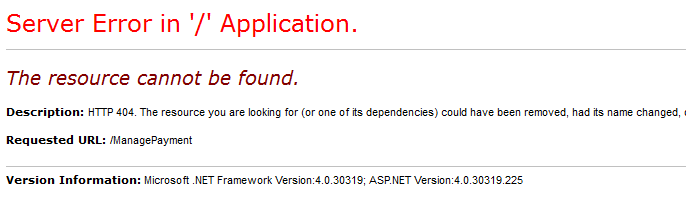 Server Error in '/' Application.
The resource cannot be found.
Description: HTTP 404. The resource you are looking for (or one of its dependencies) could have been removed, had its name changed,
Requested URL: /ManagePayment
Version Information: Microsoft .NET Framework Version:4.0.30319; ASP.NET Version:4.0.30319.225